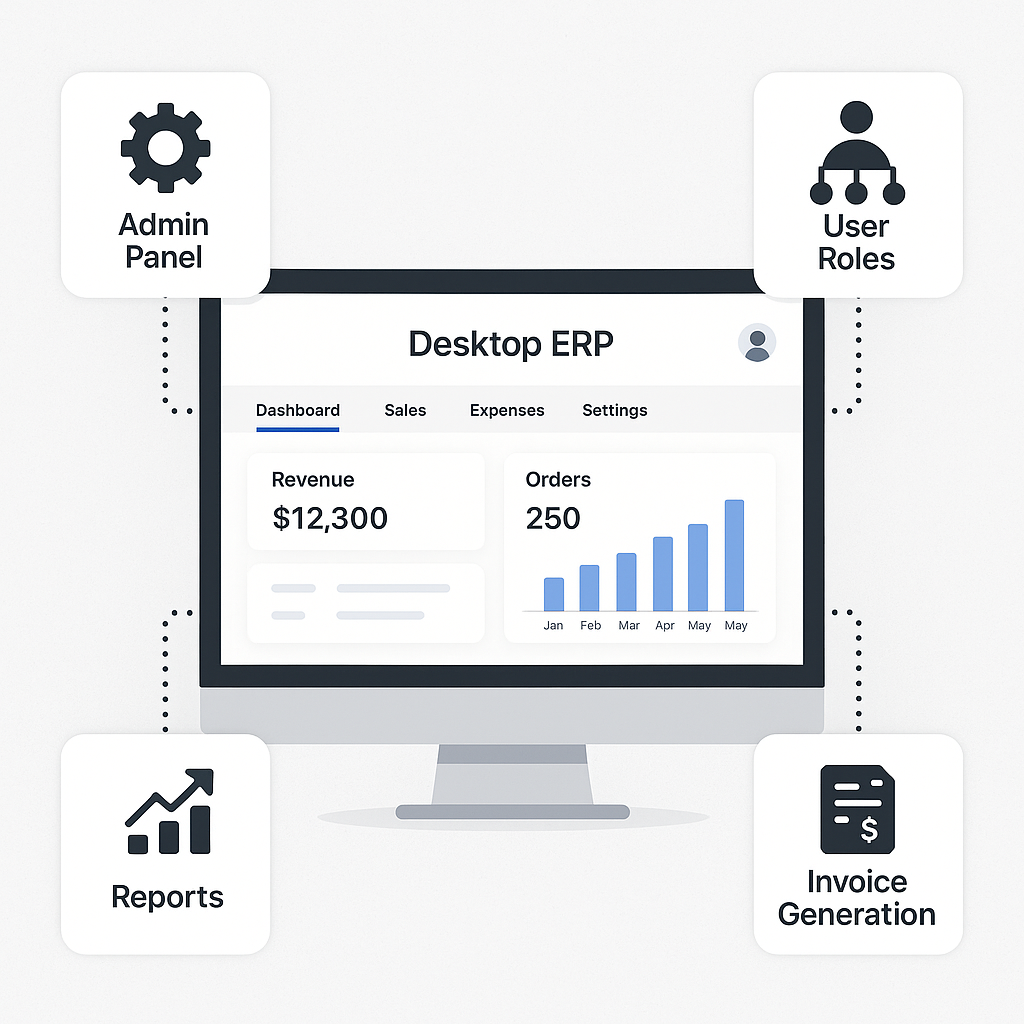 Admin
Panel
User
Roles
Desktop ERP
Dashboard Sales Expenses Settings
Revenue
$12,300
Orders
250
Jan Feb Mar Apr May May
Reports
$
Invoice
Generation